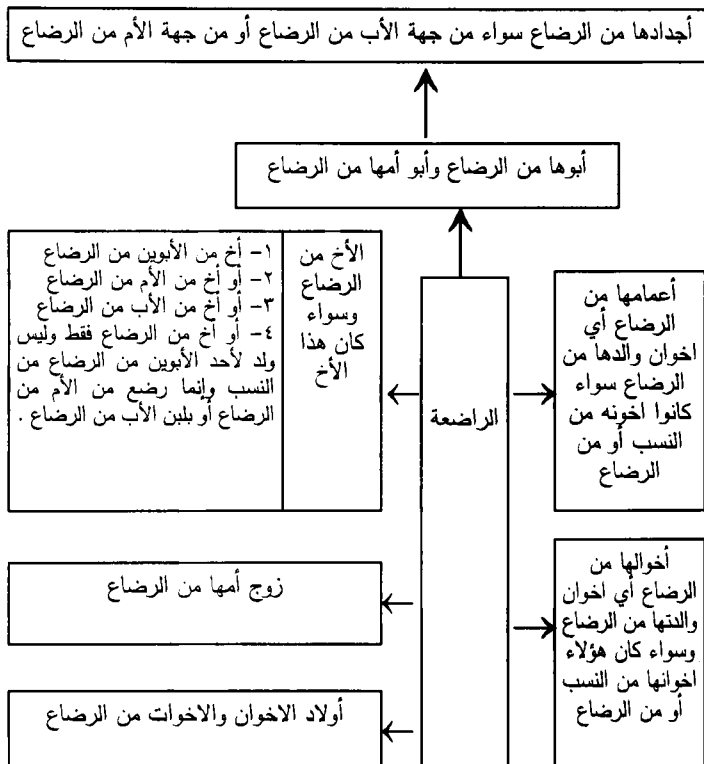 أجدادها من الرضاع سواء من جهة الأب من الرضاع أو من جهة الأم من الرضاع
أبوها من الرضاع وأبو أمها من الرضاع
أعمامها من
الرضاع أي
اخوان والدها من
الرضاع سواء
كانوا اخونه من
النسب أو من
الرضاع
الراضعة
الأخ من
الرضاع
وسواء
كان هذا
الأخ
١– أخ من الأبوين من الرضاع
٢– أو أخ من الأم من الرضاع
٣– أو أخ من الأب من الرضاع
٤– أو أخ من الرضاع فقط وليس
ولد لأحد الأبوين من الرضاع من
النسب وإنما رضع من الأم من
الرضاع أو بلبن الأب من الرضاع .
أخوالها من
الرضاع أي اخوان
والدتها من الرضاع
وسواء كان هؤلاء
اخوانها من النسب
أو من الرضاع
زوج أمها من الرضاع
أولاد الاخوان والاخوات من الرضاع